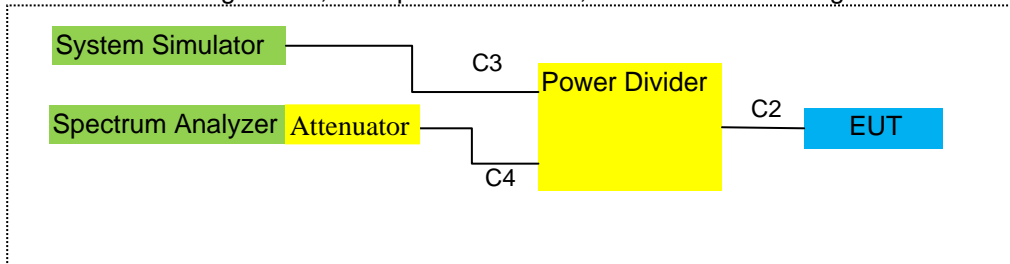 System Simulator
C3
Power Divider
C2
Spectrum Analyzer Attenuator
EUT
C4